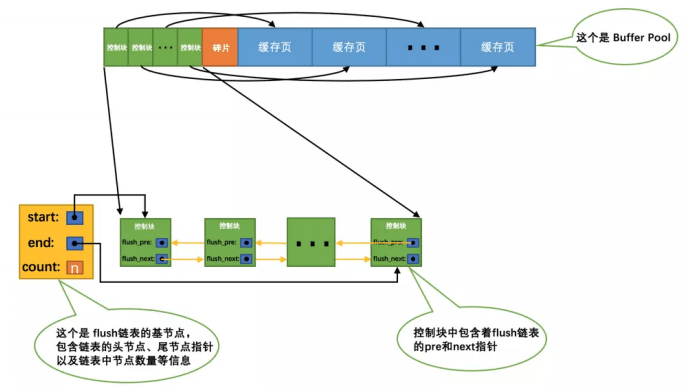 控制块 控制块 ··· 控制块 碎片 缓存页 缓存页 ··· 缓存页
这个是 Buffer Pool
start:
end:
count: n
控制块
flush_pre:
flush_next:
控制块
flush_pre:
flush_next:
···
控制块
flush_pre:
flush_next:
这个是 flush链表的基节点，
包含链表的头节点、尾节点指针
以及链表中节点数量等信息
控制块中包含着flush链表
的pre和next指针